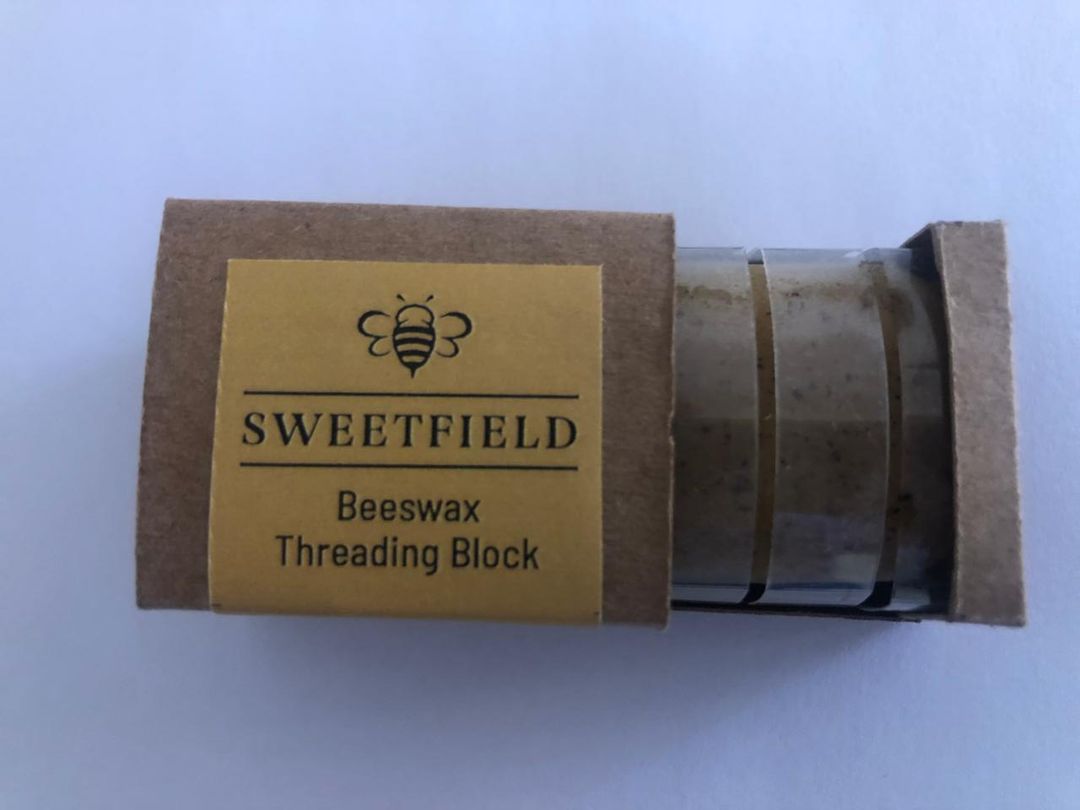 SWEETFIELD
Beeswax
Threading Block